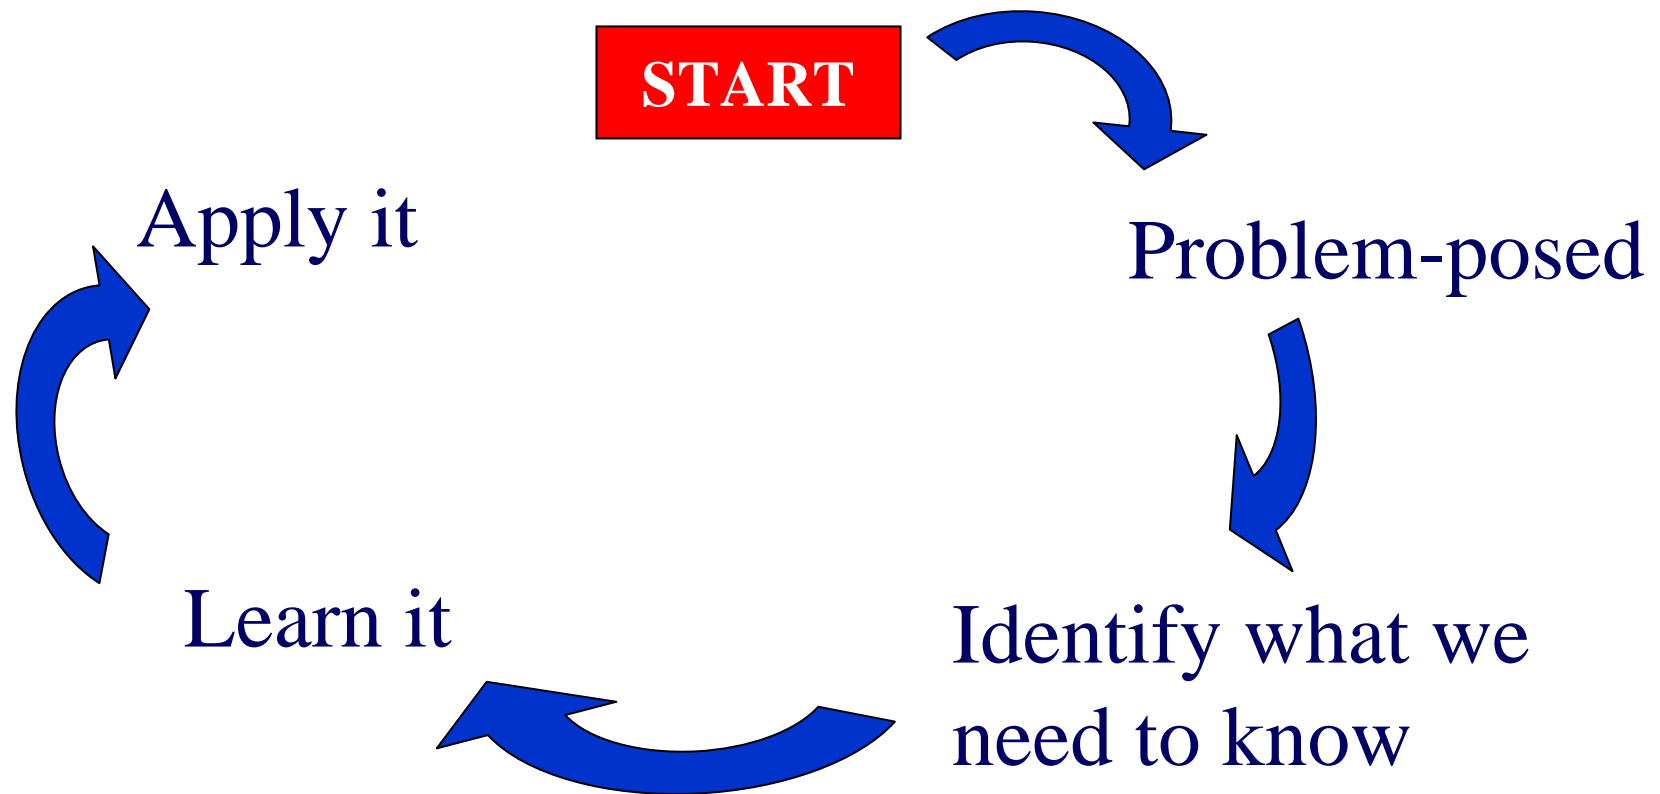 START
Problem-posed
Identify what we
need to know
Learn it
Apply it